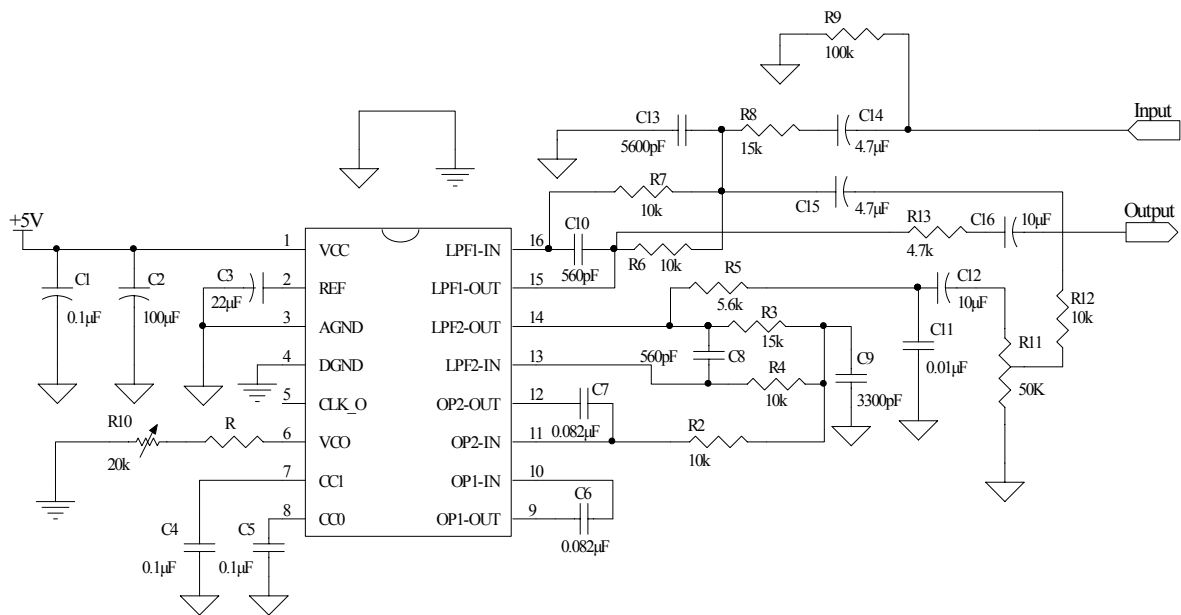 R9
100k
C13
5600pF
R8
15k
C14
4.7µF
Input
R7
10k
C15
4.7µF
+5V
C10
560pF
R6
10k
R13
4.7k
C16
10µF
Output
1
VCC
LPF1-IN
16
C1
0.1µF
C2
100µF
C3
22µF
2
REF
LPF1-OUT
15
R5
5.6k
C12
10µF
R12
10k
3
AGND
LPF2-OUT
14
R3
15k
C11
0.01µF
R11
50K
4
DGND
LPF2-IN
13
560pF
C8
R4
10k
C9
3300pF
5
CLK_O
OP2-OUT
12
C7
0.082µF
R10
20k
R
6
VCO
OP2-IN
11
R2
10k
7
CC1
OP1-IN
10
C6
0.082µF
8
CC0
OP1-OUT
9
C4
0.1µF
C5
0.1µF